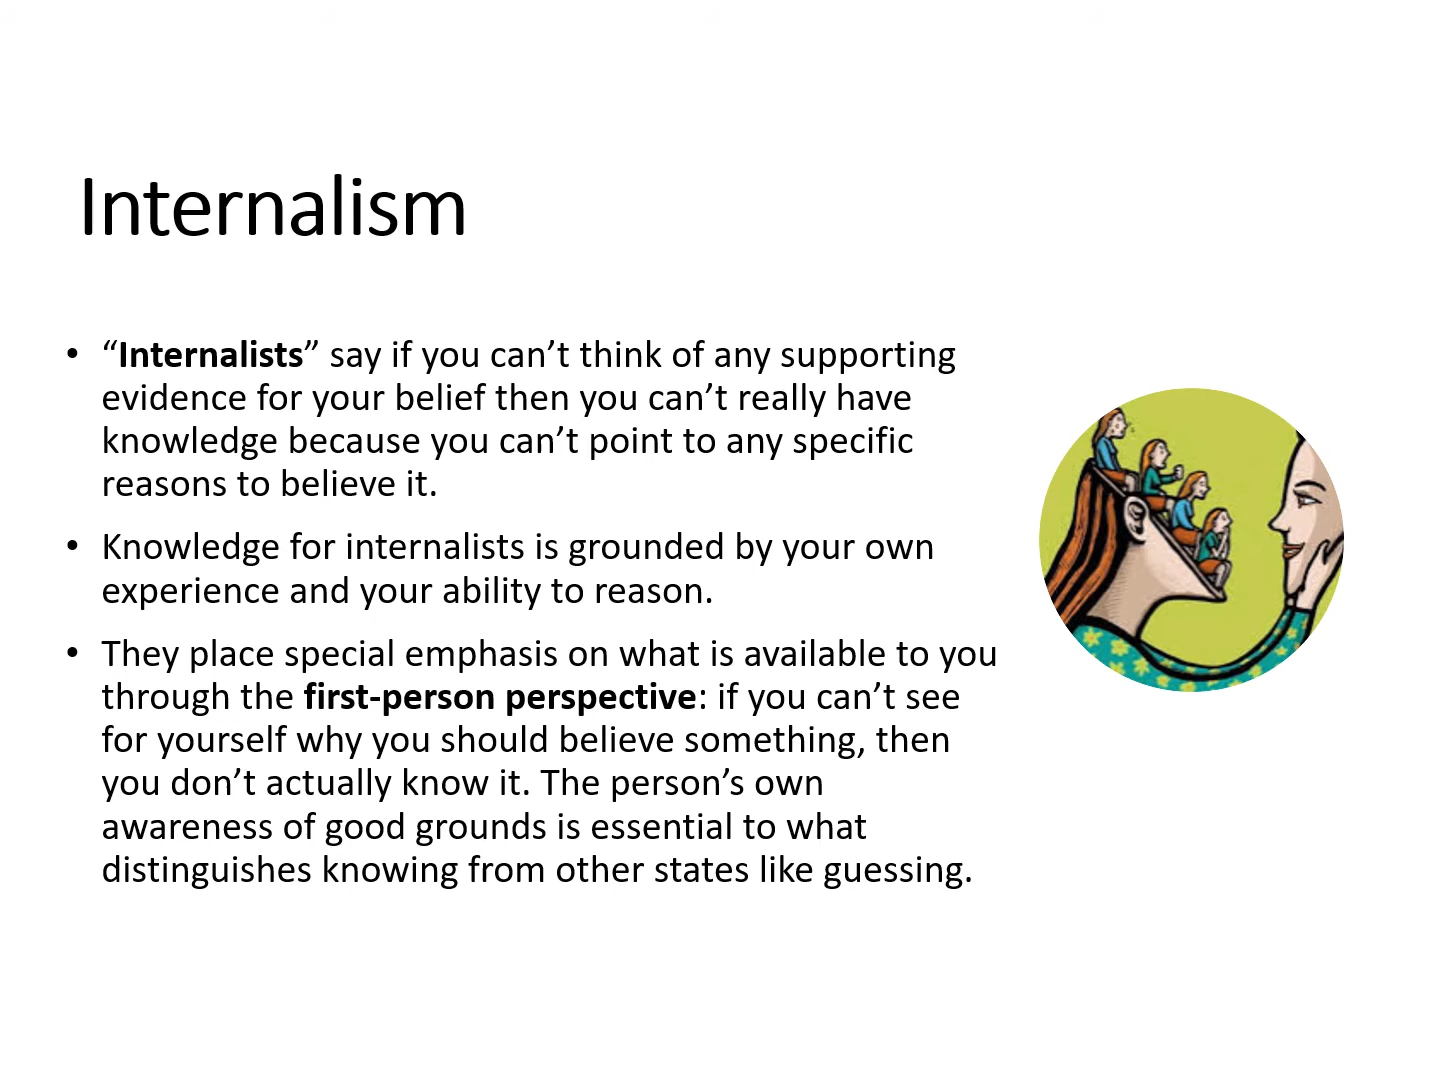 Internalism
• “Internalists” say if you can’t think of any supporting
evidence for your belief then you can’t really have
knowledge because you can’t point to any specific
reasons to believe it.
• Knowledge for internalists is grounded by your own
experience and your ability to reason.
• They place special emphasis on what is available to you
through the first-person perspective: if you can’t see
for yourself why you should believe something, then
you don’t actually know it. The person’s own
awareness of good grounds is essential to what
distinguishes knowing from other states like guessing.